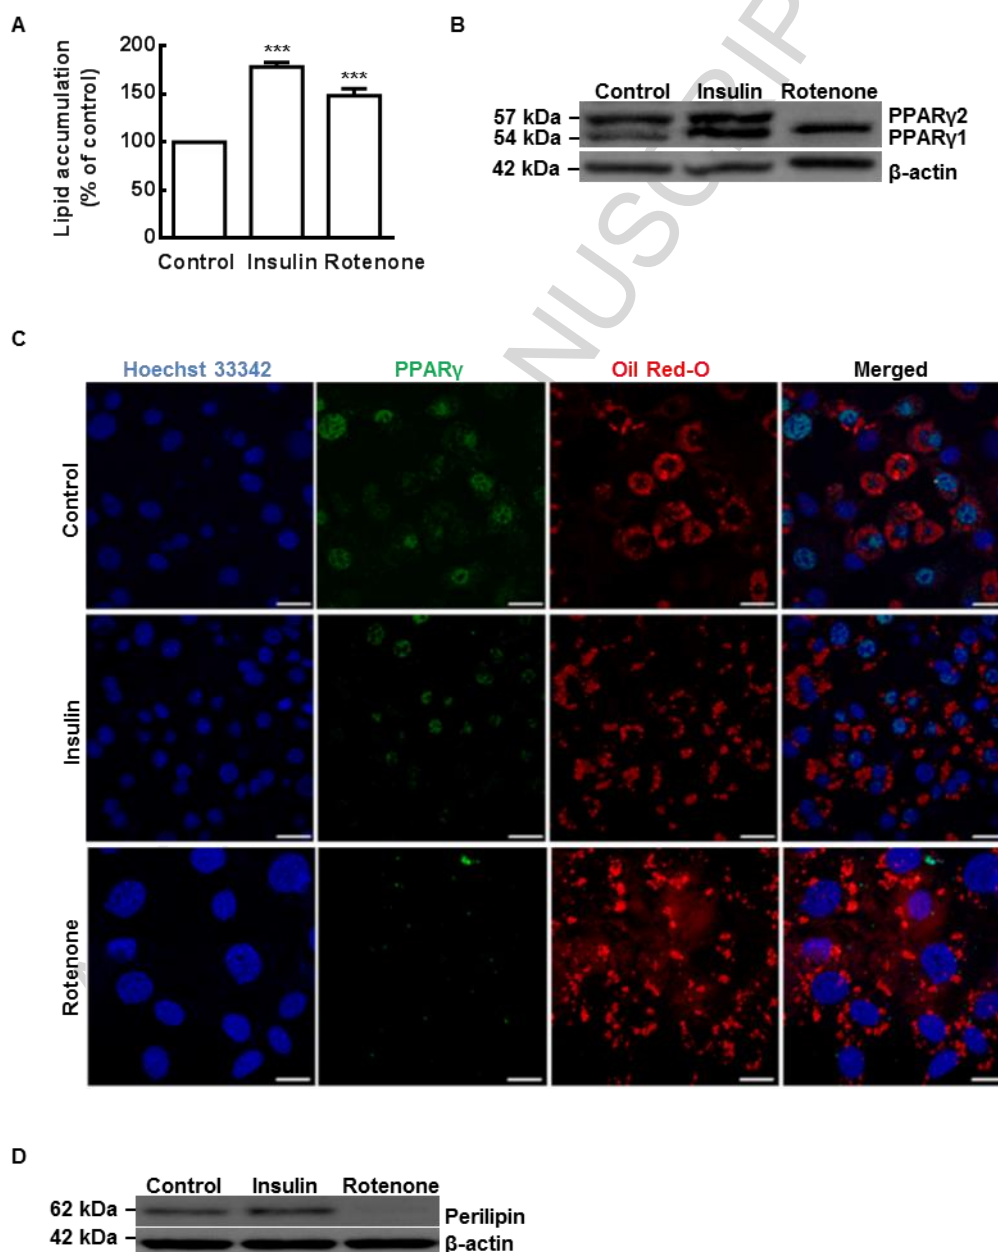 A
Lipid accumulation
(% of control)
200
150
100
50
0
***
***
Control Insulin Rotenone
B
Control Insulin Rotenone
57 kDa
54 kDa
42 kDa
PPARγ2
PPARγ1
β-actin
NUSCRIP
C
Hoechst 33342 PPARγ Oil Red-O Merged
Control
Insulin
Rotenone
D
Control Insulin Rotenone
62 kDa
42 kDa
Perilipin
β-actin